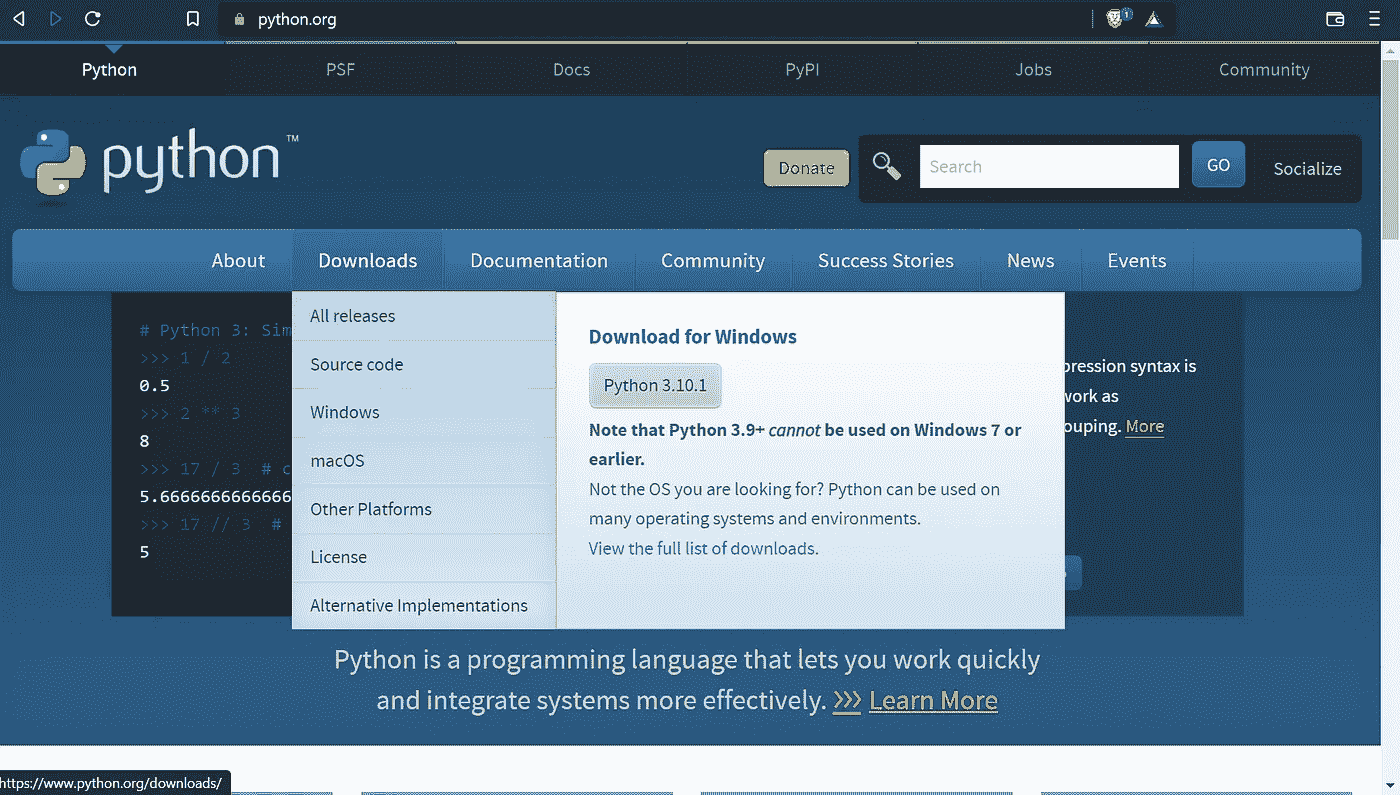 python.org
1
Python PSF Docs PyPI Jobs Community
python ™
Donate Search GO Socialize
About Downloads Documentation Community Success Stories News Events
# Python 3: Sim
>>> 1 / 2
0.5
>>> 2 ** 3
8
>>> 17 / 3 # c
5.6666666666666
>>> 17 // 3 #
5
All releases
Source code
Windows
macOS
Other Platforms
License
Alternative Implementations
Download for Windows
Python 3.10.1
Note that Python 3.9+ cannot be used on Windows 7 or
earlier.
Not the OS you are looking for? Python can be used on
many operating systems and environments.
View the full list of downloads.
pression syntax is
work as
ouping. More
Python is a programming language that lets you work quickly
and integrate systems more effectively. >>> Learn More
https://www.python.org/downloads/